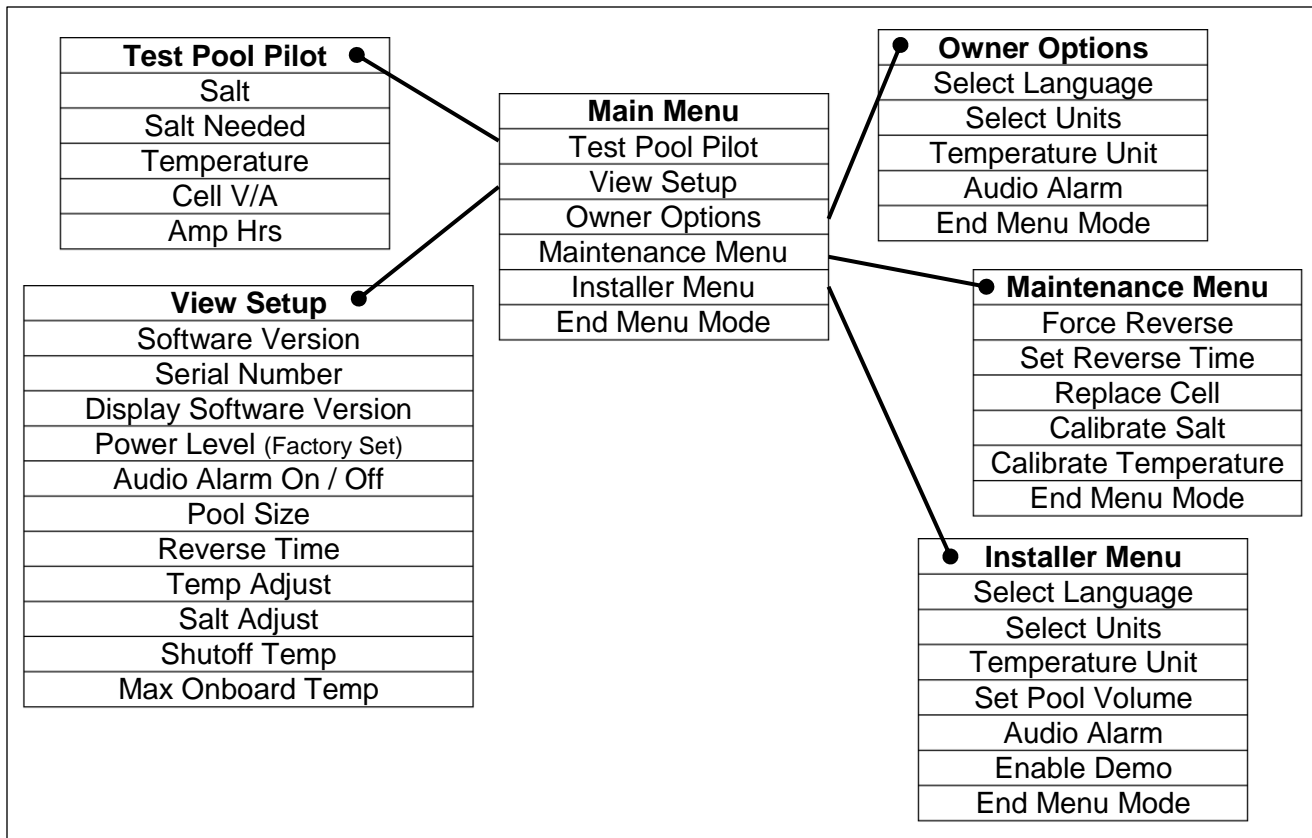 Test Pool Pilot
Salt
Salt Needed
Temperature
Cell V/A
Amp Hrs
View Setup
Software Version
Serial Number
Display Software Version
Power Level (Factory Set)
Audio Alarm On / Off
Pool Size
Reverse Time
Temp Adjust
Salt Adjust
Shutoff Temp
Max Onboard Temp
Main Menu
Test Pool Pilot
View Setup
Owner Options
Maintenance Menu
Installer Menu
End Menu Mode
Owner Options
Select Language
Select Units
Temperature Unit
Audio Alarm
End Menu Mode
Maintenance Menu
Force Reverse
Set Reverse Time
Replace Cell
Calibrate Salt
Calibrate Temperature
End Menu Mode
Installer Menu
Select Language
Select Units
Temperature Unit
Set Pool Volume
Audio Alarm
Enable Demo
End Menu Mode